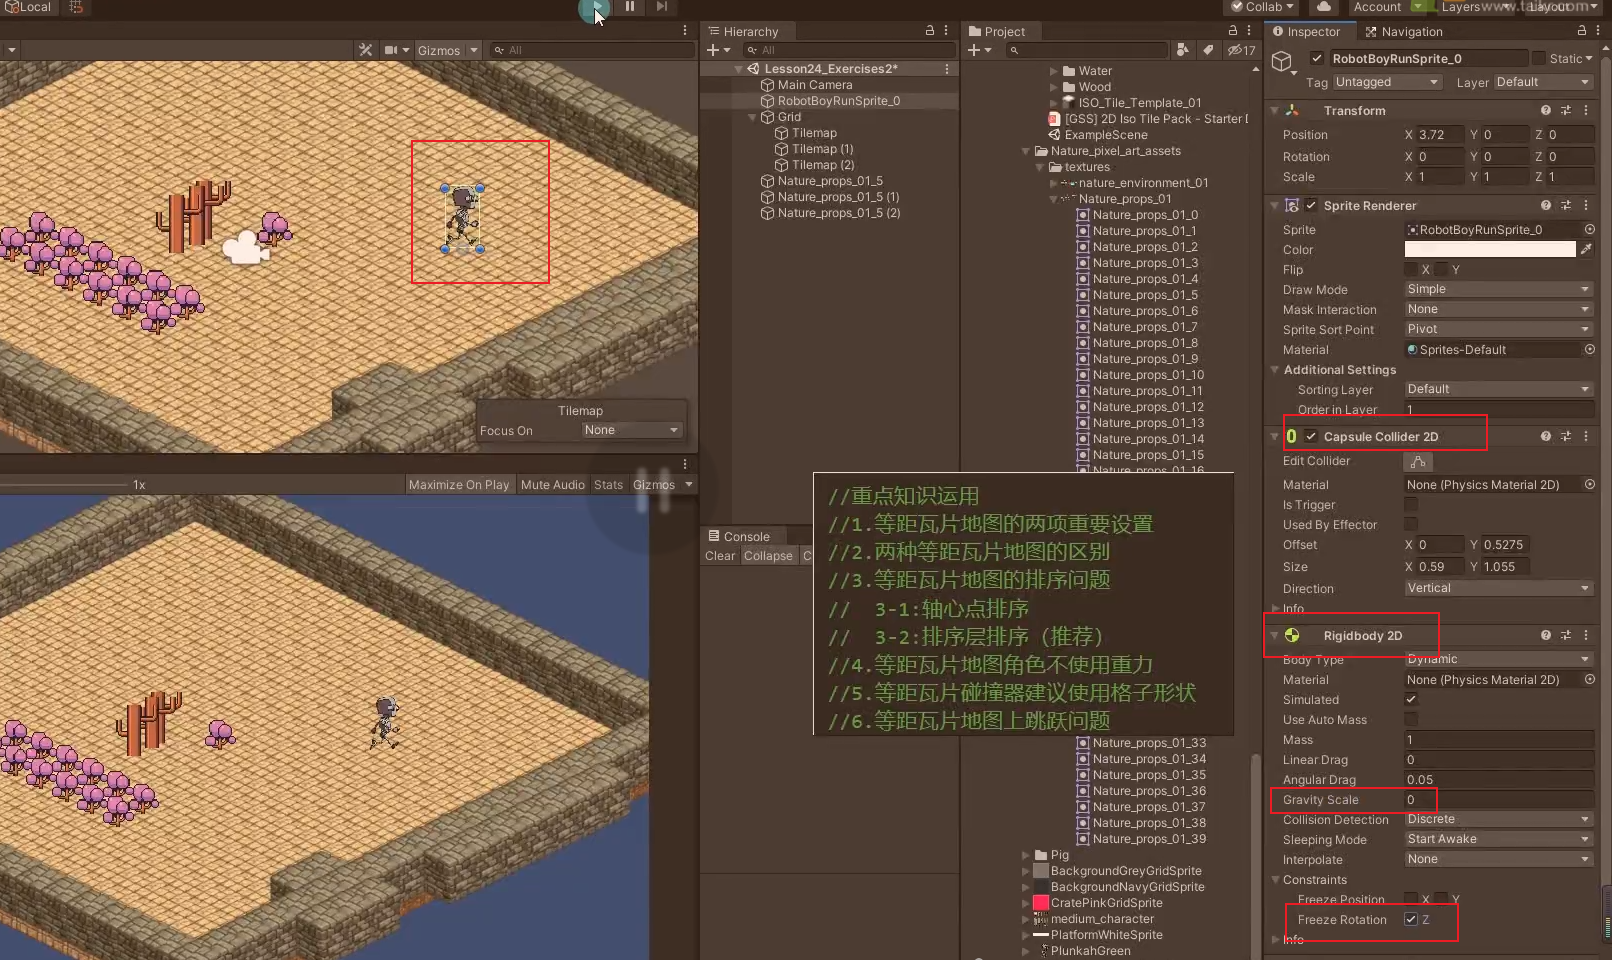 Local
Collab
Account
Layers
Layout
Gizmos
All
Tilemap
Focus On
None
1x
Maximize On Play
Mute Audio
Stats
Gizmos
Hierarchy
All
Lesson24_Exercises2*
Main Camera
RobotBoyRunSprite_0
Grid
Tilemap
Tilemap (1)
Tilemap (2)
Nature_props_01_5
Nature_props_01_5 (1)
Nature_props_01_5 (2)
Console
Clear
Collapse
C
//重点知识运用
//1.等距瓦片地图的两项重要设置
//2.两种等距瓦片地图的区别
//3.等距瓦片地图的排序问题
// 3-1:轴心点排序
// 3-2:排序层排序（推荐）
//4.等距瓦片地图角色不使用重力
//5.等距瓦片碰撞器建议使用格子形状
//6.等距瓦片地图上跳跃问题
Project
17
Water
Wood
ISO_Tile_Template_01
[GSS] 2D Iso Tile Pack - Starter
ExampleScene
Nature_pixel_art_assets
textures
nature_environment_01
Nature_props_01
Nature_props_01_0
Nature_props_01_1
Nature_props_01_2
Nature_props_01_3
Nature_props_01_4
Nature_props_01_5
Nature_props_01_6
Nature_props_01_7
Nature_props_01_8
Nature_props_01_9
Nature_props_01_10
Nature_props_01_11
Nature_props_01_12
Nature_props_01_13
Nature_props_01_14
Nature_props_01_15
Nature_props_01_16
Nature_props_01_33
Nature_props_01_34
Nature_props_01_35
Nature_props_01_36
Nature_props_01_37
Nature_props_01_38
Nature_props_01_39
Pig
BackgroundGreyGridSprite
BackgroundNavyGridSprite
CratePinkGridSprite
medium_character
PlatformWhiteSprite
PlunkahGreen
Inspector
Navigation
RobotBoyRunSprite_0
Static
Tag Untagged
Layer Default
Transform
Position X 3.72 Y 0 Z 0
Rotation X 0 Y 0 Z 0
Scale X 1 Y 1 Z 1
Sprite Renderer
Sprite RobotBoyRunSprite_0
Color
Flip X Y
Draw Mode Simple
Mask Interaction None
Sprite Sort Point Pivot
Material Sprites-Default
Additional Settings
Sorting Layer Default
Order in Layer 1
Capsule Collider 2D
Edit Collider
Material None (Physics Material 2D)
Is Trigger
Used By Effector
Offset X 0 Y 0.5275
Size X 0.59 Y 1.055
Direction Vertical
Info
Rigidbody 2D
Body Type Dynamic
Material None (Physics Material 2D)
Simulated
Use Auto Mass
Mass 1
Linear Drag 0
Angular Drag 0.05
Gravity Scale 0
Collision Detection Discrete
Sleeping Mode Start Awake
Interpolate None
Constraints
Freeze Position X Y
Freeze Rotation Z
Info